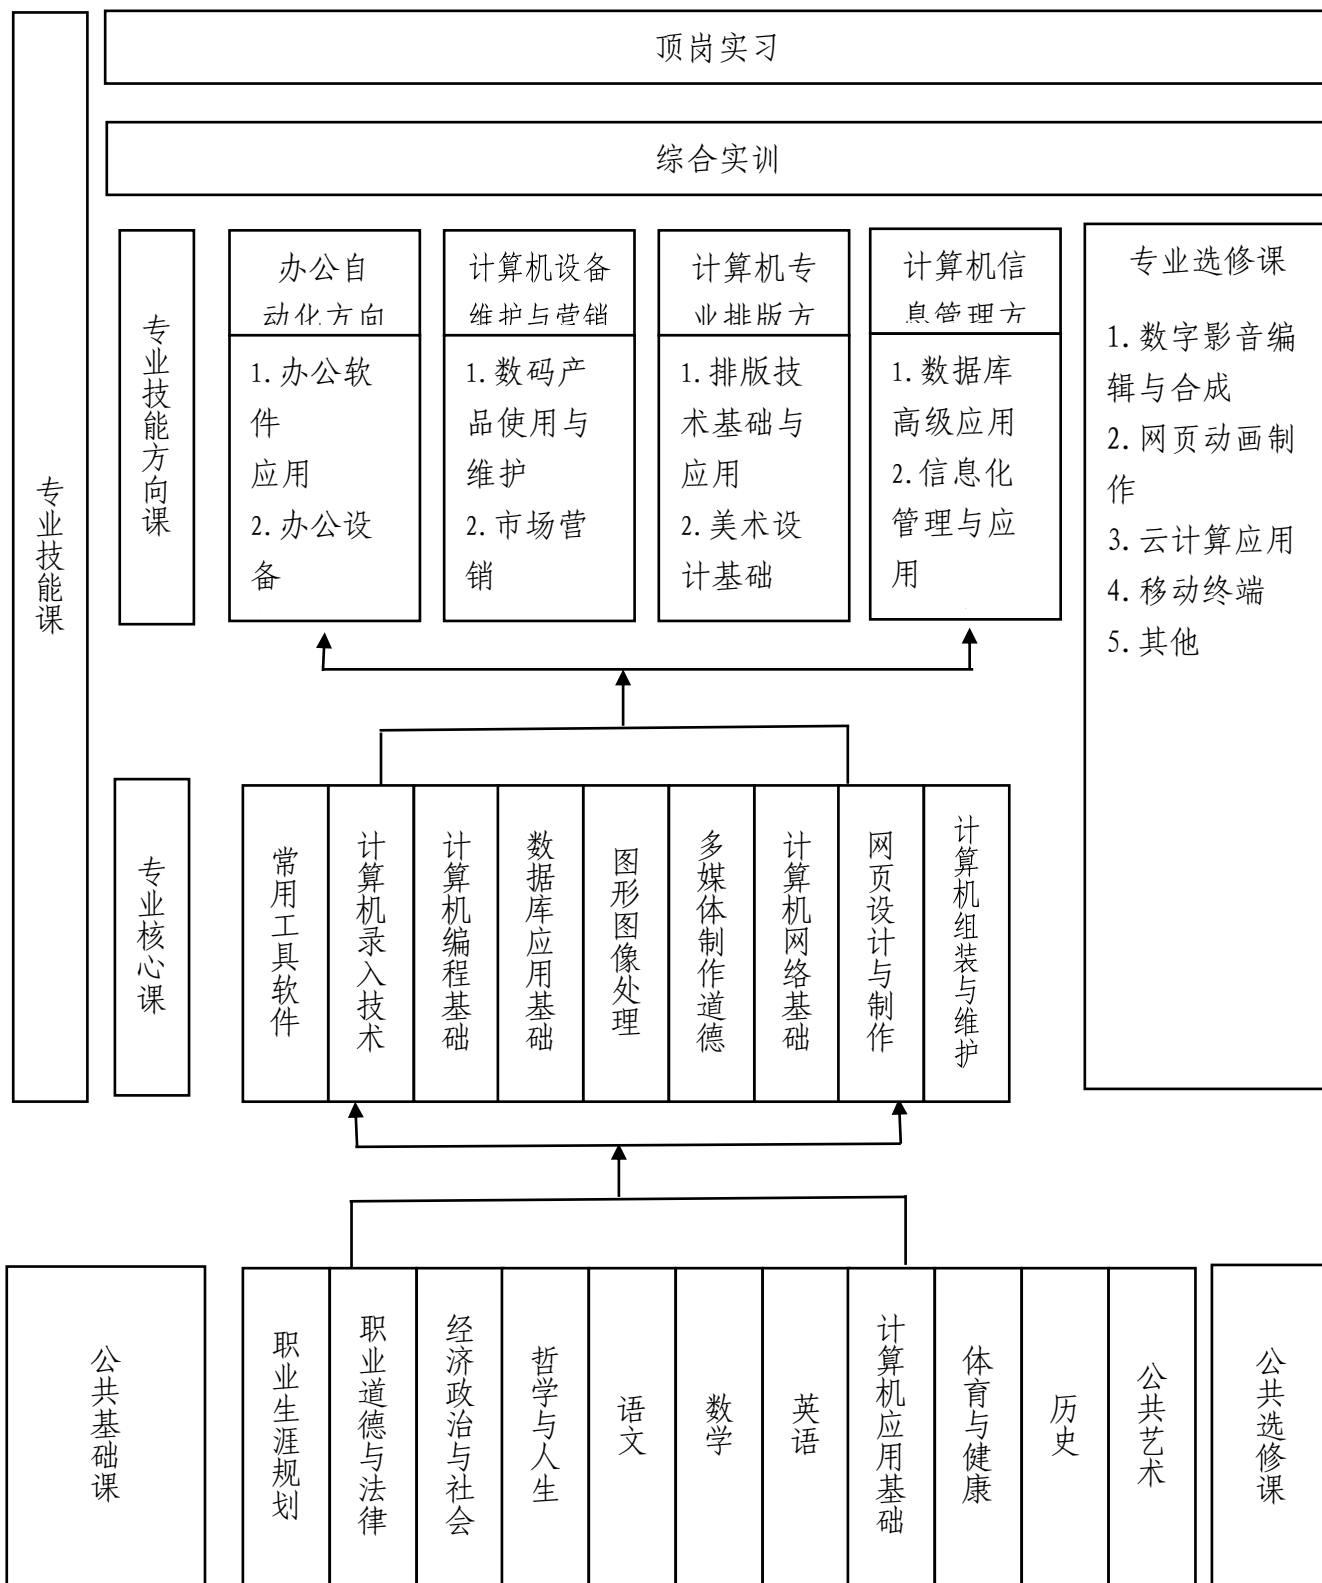 顶岗实习
综合实训
专业技能课
专业技能方向课
办公自
动化方向
计算机设备
维护与营销
计算机专
业排版方
计算机信
息管理方
1.办公软
件
应用
2.办公设
备
1.数码产
品使用与
维护
2.市场营
销
1.排版技
术基础与
应用
2.美术设
计基础
1.数据库
高级应用
2.信息化
管理与应
用
专业选修课
1.数字影音编
辑与合成
2.网页动画制
作
3.云计算应用
4.移动终端
5.其他
专业核心课
常用工具软件
计算机录入技术
计算机编程基础
数据库应用基础
图形图像处理
多媒体制作道德
计算机网络基础
网页设计与制作
计算机组装与维护
公共基础课
职业生涯规划
职业道德与法律
经济政治与社会
哲学与人生
语文
数学
英语
计算机应用基础
体育与健康
历史
公共艺术
公共选修课